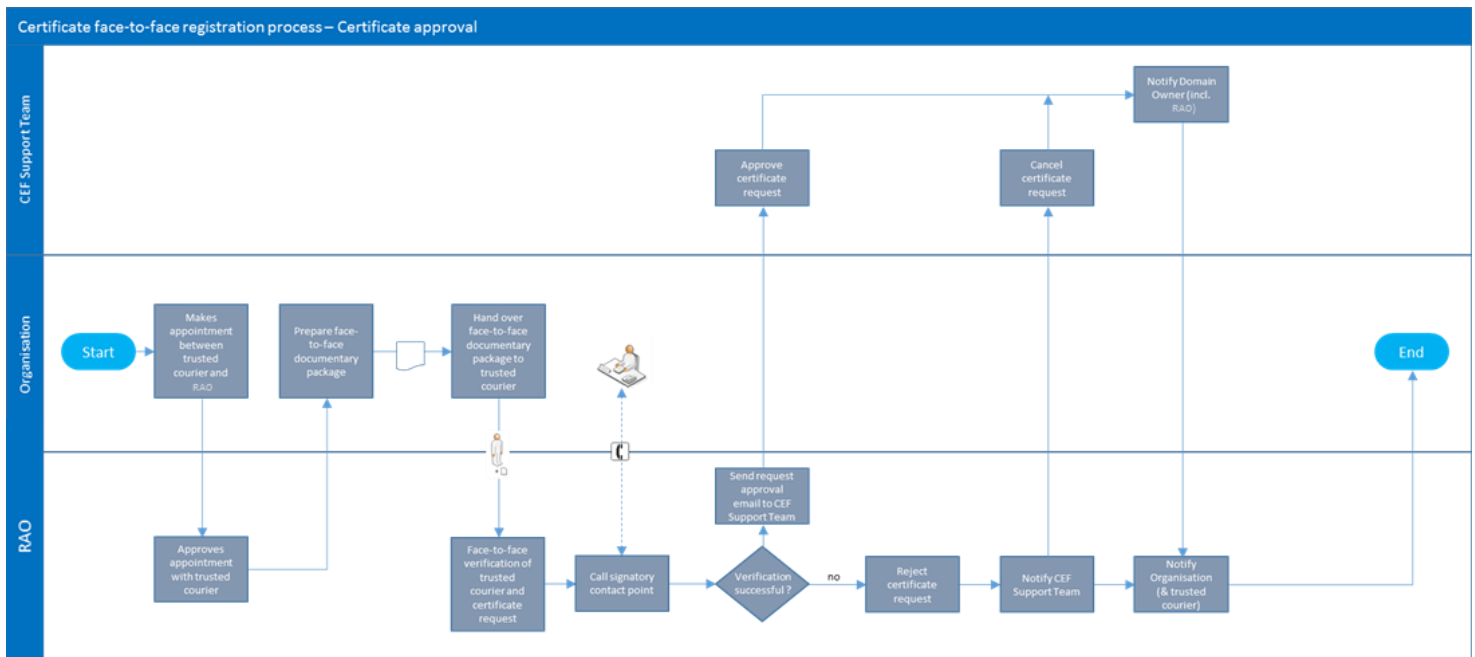 Certificate face-to-face registration process – Certificate approval
CEF Support Team
Notify Domain
Owner (incl.
RAO)
Approve
certificate
request
Cancel
certificate
request
Organisation
Start
Makes
appointment
between
trusted
courier and
RAO
Prepare face-
to-face
documentary
package
Hand over
face-to-face
documentary
package to
trusted
courier
End
RAO
Approves
appointment
with trusted
courier
Face-to-face
verification of
trusted
courier and
certificate
request
Call signatory
contact point
Send request
approval
email to CEF
Support Team
Verification
successful ?
no
Reject
certificate
request
Notify CEF
Support Team
Notify
Organisation
(& trusted
courier)